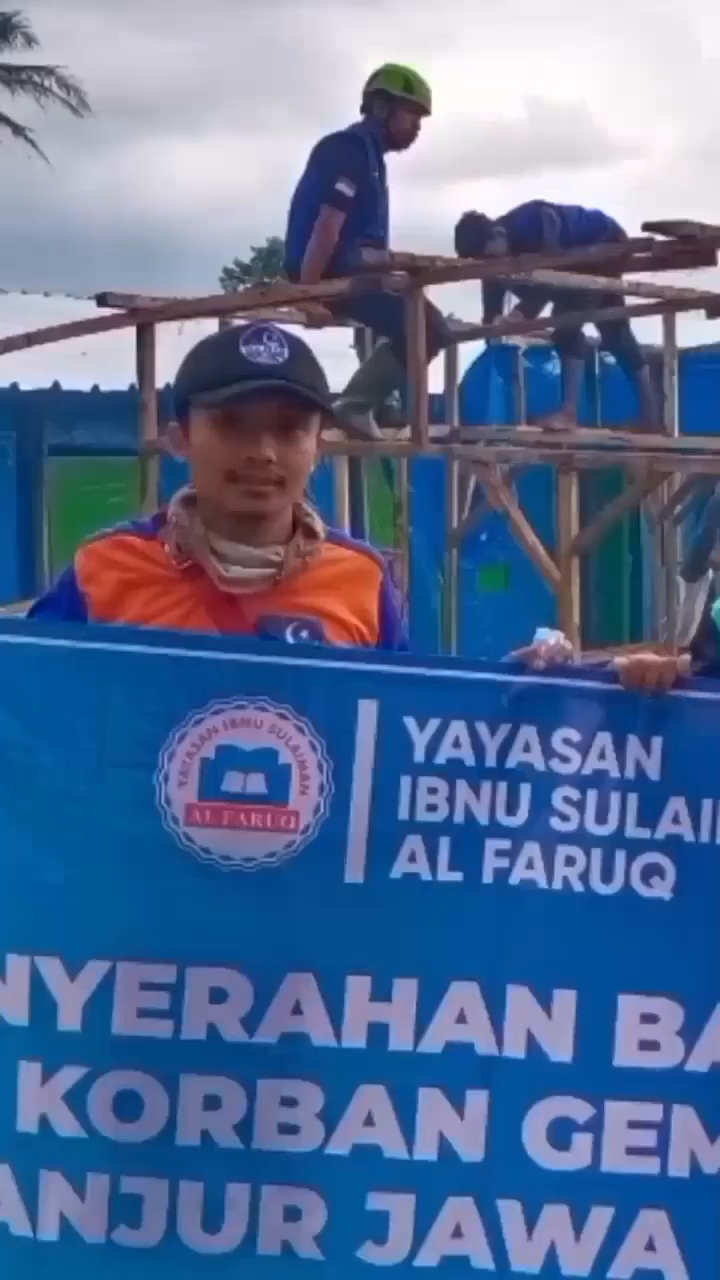 YAYASAN IBNU SULAIMAN
AL FARUQ
YAYASAN
IBNU SULAI
AL FARUQ
NYERAHAN BA
KORBAN GEM
ANJUR JAWA